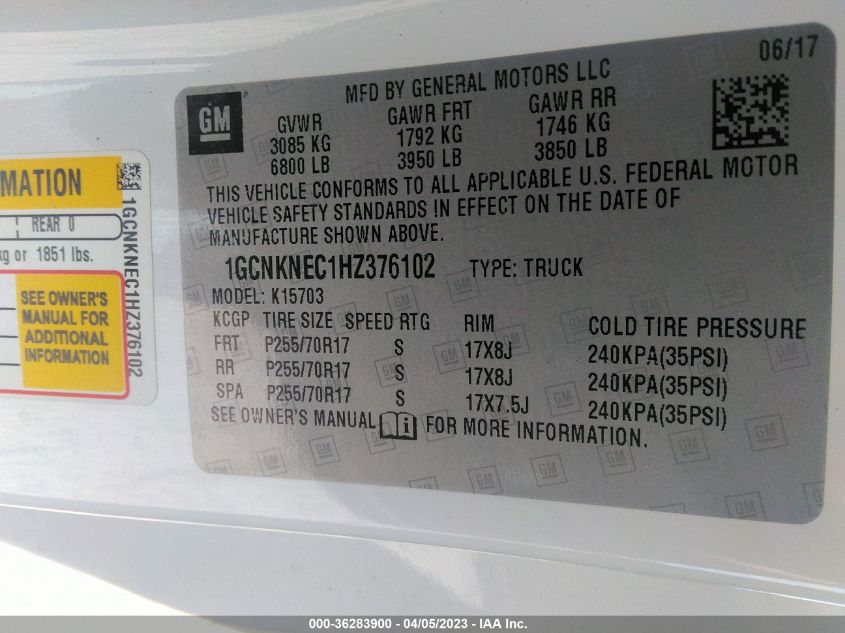 06/17
MFD BY GENERAL MOTORS LLC
GM
GVWR GAWR FRT GAWR RR
3085 KG 1792 KG 1746 KG
6800 LB 3950 LB 3850 LB
THIS VEHICLE CONFORMS TO ALL APPLICABLE U.S. FEDERAL MOTOR
VEHICLE SAFETY STANDARDS IN EFFECT ON THE DATE OF
MANUFACTURE SHOWN ABOVE.
1GCNKNEC1HZ376102 TYPE: TRUCK
MODEL: K15703
KCGP TIRE SIZE SPEED RTG RIM COLD TIRE PRESSURE
FRT P255/70R17 S 17X8J 240KPA(35PSI)
RR P255/70R17 S 17X8J 240KPA(35PSI)
SPA P255/70R17 S 17X7.5J 240KPA(35PSI)
SEE OWNER'S MANUAL FOR MORE INFORMATION.
MATION
REAR 0
kg or 1851 lbs.
SEE OWNER'S
MANUAL FOR
ADDITIONAL
INFORMATION
1GCNKNEC1HZ376102
000-36283900 - 04/05/2023 - IAA Inc.